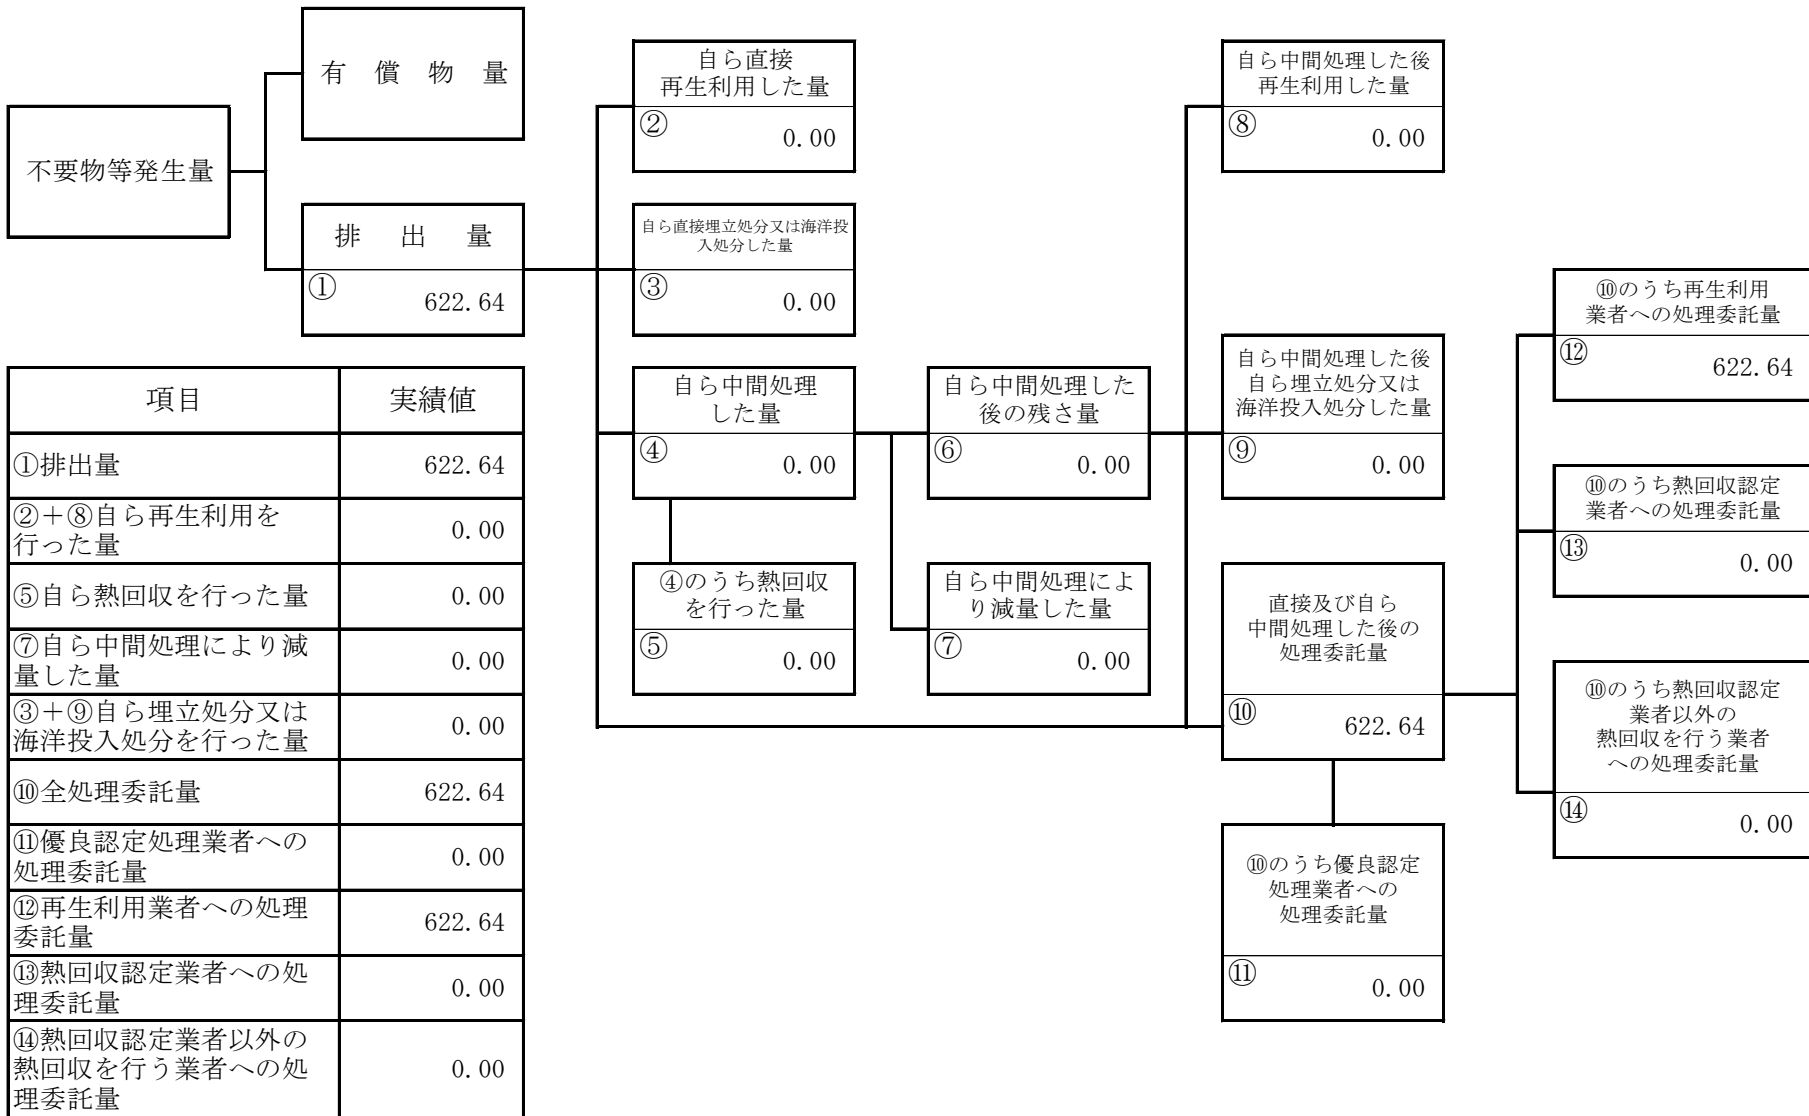 不要物等発生量
有 償 物 量
排 出 量
①
622.64
自ら直接
再生利用した量
②
0.00
自ら直接埋立処分又は海洋投
入処分した量
③
0.00
自ら中間処理
した量
④
0.00
④のうち熱回収
を行った量
⑤
0.00
自ら中間処理した
後の残さ量
⑥
0.00
自ら中間処理によ
り減量した量
⑦
0.00
自ら中間処理した後
再生利用した量
⑧
0.00
自ら中間処理した後
自ら埋立処分又は
海洋投入処分した量
⑨
0.00
直接及び自ら
中間処理した後の
処理委託量
⑩
622.64
⑩のうち優良認定
処理業者への
処理委託量
⑪
0.00
⑩のうち再生利用
業者への処理委託量
⑫
622.64
⑩のうち熱回収認定
業者への処理委託量
⑬
0.00
⑩のうち熱回収認定
業者以外の
熱回収を行う業者
への処理委託量
⑭
0.00
項目 実績値
①排出量 622.64
②+⑧自ら再生利用を
行った量 0.00
⑤自ら熱回収を行った量 0.00
⑦自ら中間処理により減
量した量 0.00
③+⑨自ら埋立処分又は
海洋投入処分を行った量 0.00
⑩全処理委託量 622.64
⑪優良認定処理業者への
処理委託量 0.00
⑫再生利用業者への処理
委託量 622.64
⑬熱回収認定業者への処
理委託量 0.00
⑭熱回収認定業者以外の
熱回収を行う業者への処
理委託量 0.00